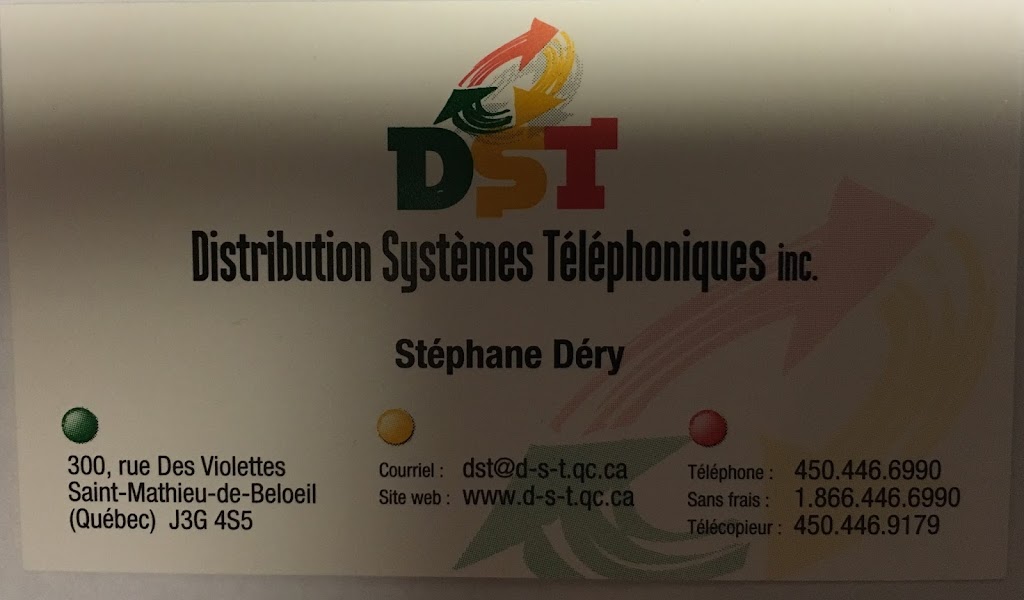 DST
Distribution Systèmes Téléphoniques inc.
Stéphane Déry
300, rue Des Violettes
Saint-Mathieu-de-Beloeil
(Québec) J3G 4S5
Courriel : dst@d-s-t.qc.ca
Site web : www.d-s-t.qc.ca
Téléphone : 450.446.6990
Sans frais : 1.866.446.6990
Télécopieur : 450.446.9179